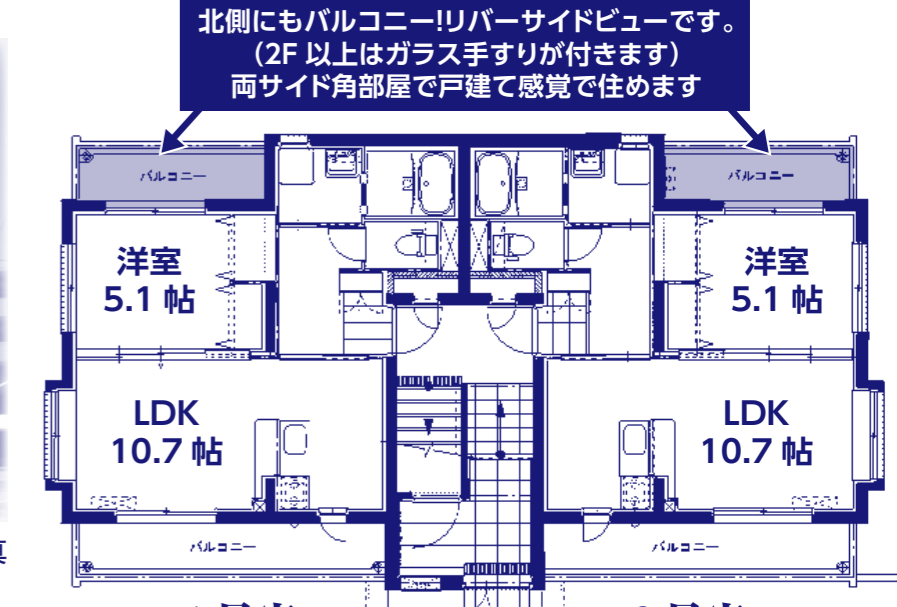 北側にもバルコニー!リバーサイドビューです。
(2F 以上はガラス手すりが付きます)
両サイド角部屋で戸建て感覚で住めます
バルコニー
バルコニー
洋室
5.1 帖
洋室
5.1 帖
LDK
10.7 帖
LDK
10.7 帖
バルコニー
バルコニー